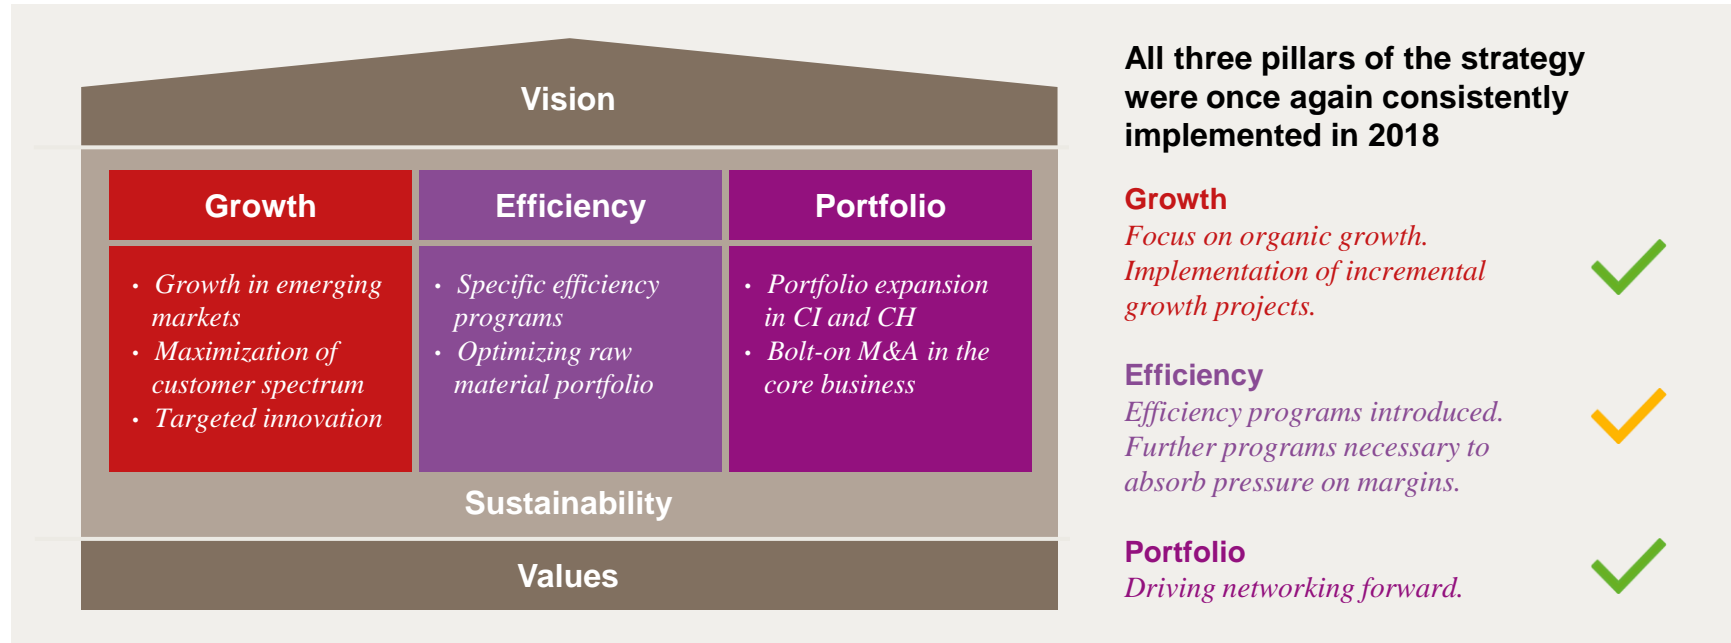 Vision
Growth
Efficiency
Portfolio
• Growth in emerging
markets
• Maximization of
customer spectrum
• Targeted innovation
• Specific efficiency
programs
• Optimizing raw
material portfolio
• Portfolio expansion
in CI and CH
• Bolt-on M&A in the
core business
Sustainability
Values
All three pillars of the strategy
were once again consistently
implemented in 2018
Growth
Focus on organic growth.
Implementation of incremental
growth projects.
Efficiency
Efficiency programs introduced.
Further programs necessary to
absorb pressure on margins.
Portfolio
Driving networking forward.